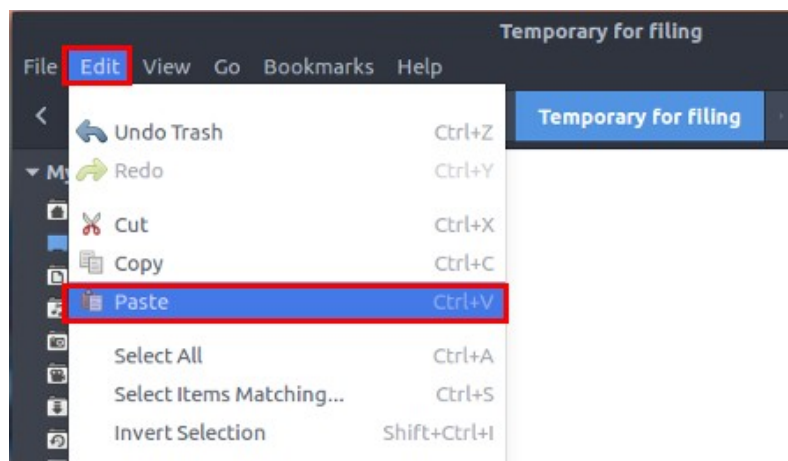 Temporary for filing
File Edit View Go Bookmarks Help
Temporary for filing
Undo Trash Ctrl+Z
Redo Ctrl+Y
Cut Ctrl+X
Copy Ctrl+C
Paste Ctrl+V
Select All Ctrl+A
Select Items Matching... Ctrl+S
Invert Selection Shift+Ctrl+I